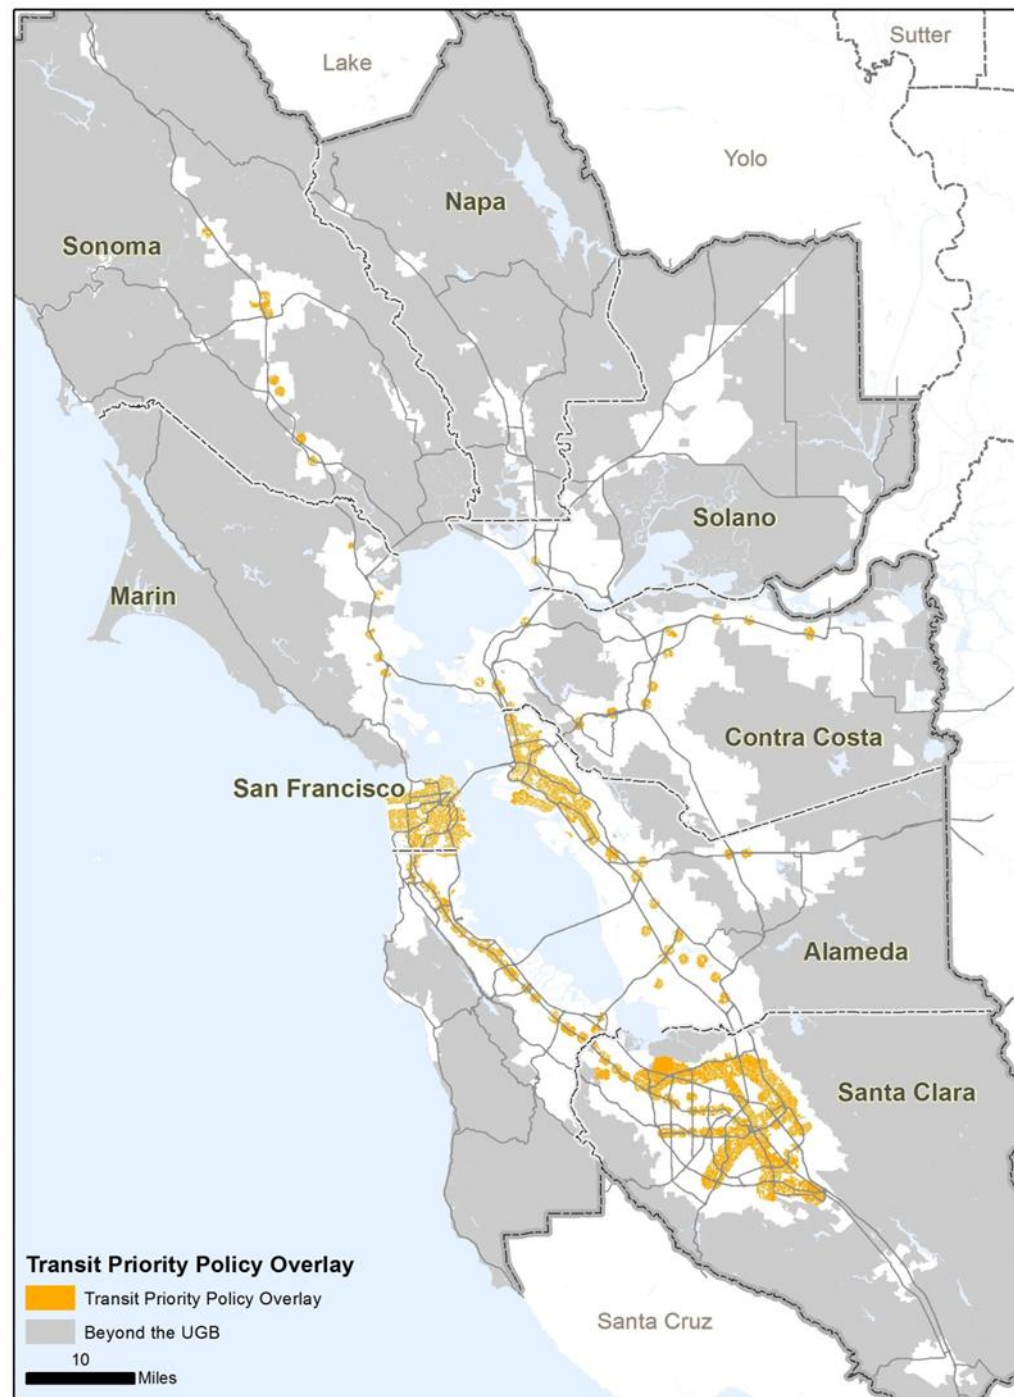 Sutter
Lake
Yolo
Napa
Sonoma
Solano
Marin
Contra Costa
San Francisco
Alameda
Santa Clara
Transit Priority Policy Overlay
Transit Priority Policy Overlay
Beyond the UGB
10
Miles
Santa Cruz